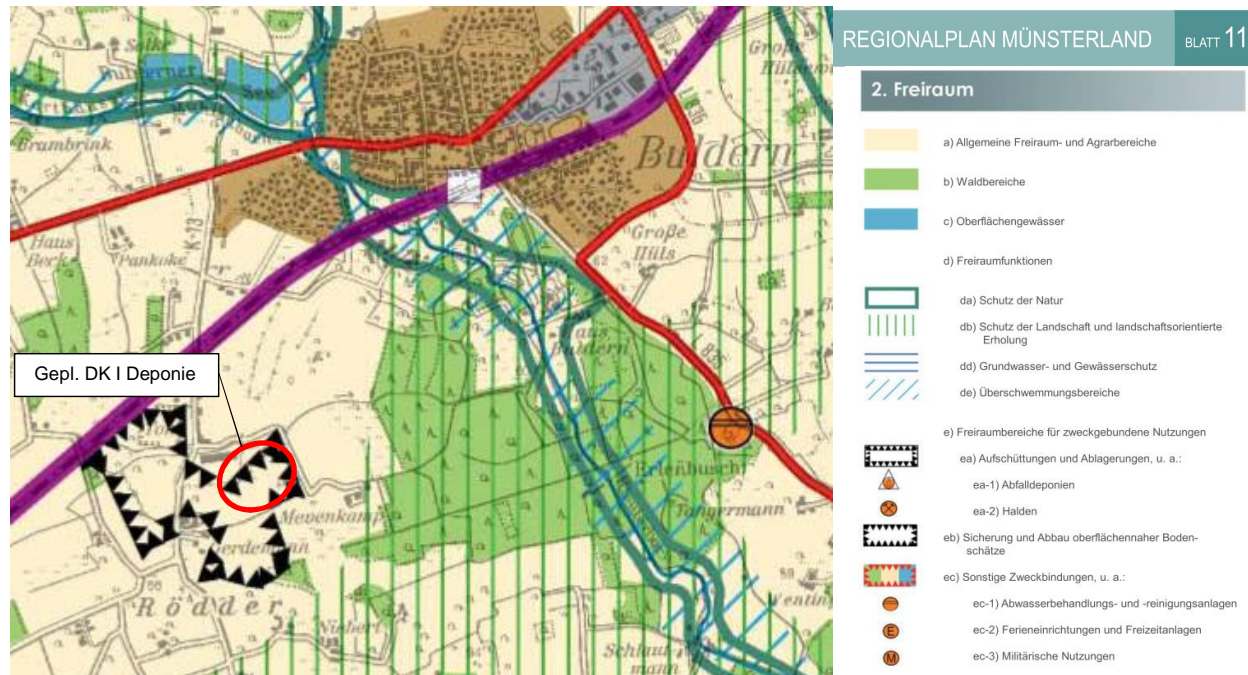 REGIONALPLAN MÜNSTERLAND BLATT 11
2. Freiraum
a) Allgemeine Freiraum- und Agrarbereiche
b) Waldbereiche
c) Oberflächengewässer
d) Freiraumfunktionen
da) Schutz der Natur
db) Schutz der Landschaft und landschaftsorientierte
Erholung
dd) Grundwasser- und Gewässerschutz
de) Überschwemmungsbereiche
e) Freiraumbereiche für zweckgebundene Nutzungen
ea) Aufschüttungen und Ablagerungen, u. a.:
ea-1) Abfalldeponien
ea-2) Halden
eb) Sicherung und Abbau oberflächennaher Boden-
schätze
ec) Sonstige Zweckbindungen, u. a.:
ec-1) Abwasserbehandlungs- und -reinigungsanlagen
E
ec-2) Ferieneinrichtungen und Freizeitanlagen
M
ec-3) Militärische Nutzungen
Brambrink
Buldern
Große
Hüls
62
Haus
Pankoke
K-13
Gepl. DK I Deponie
Mevenkamp
Gerdemann
66
Rödder
59